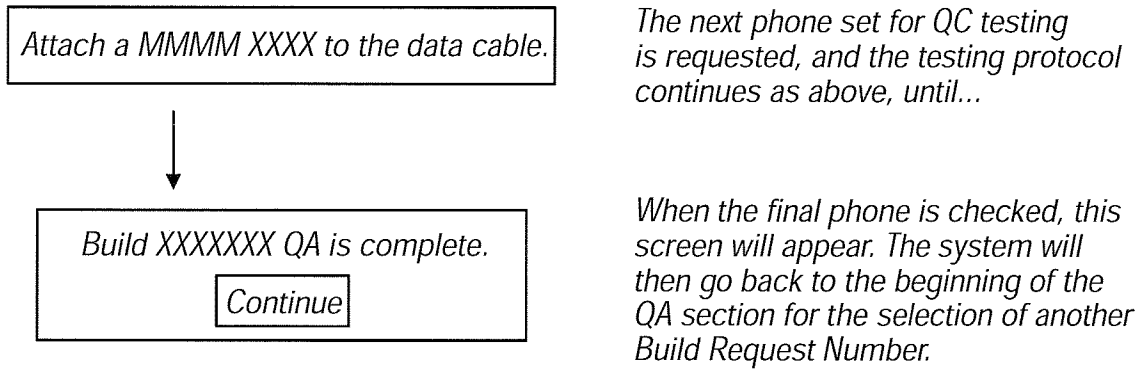 Attach a MMMM XXXX to the data cable.
The next phone set for QC testing
is requested, and the testing protocol
continues as above, until...
Build XXXXXXX QA is complete.
Continue
When the final phone is checked, this
screen will appear. The system will
then go back to the beginning of the
QA section for the selection of another
Build Request Number.